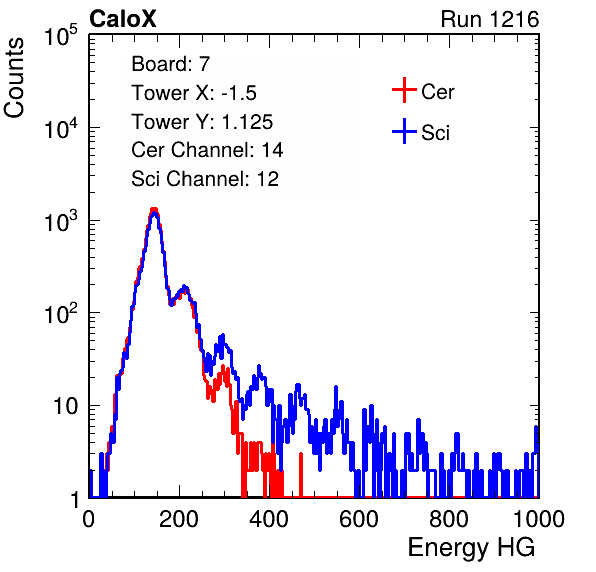 CaloX Run 1216
Counts
10^5
10^4
10^3
10^2
10
1
Board: 7
Tower X: -1.5
Tower Y: 1.125
Cer Channel: 14
Sci Channel: 12
Cer
Sci
0 200 400 600 800 1000
Energy HG